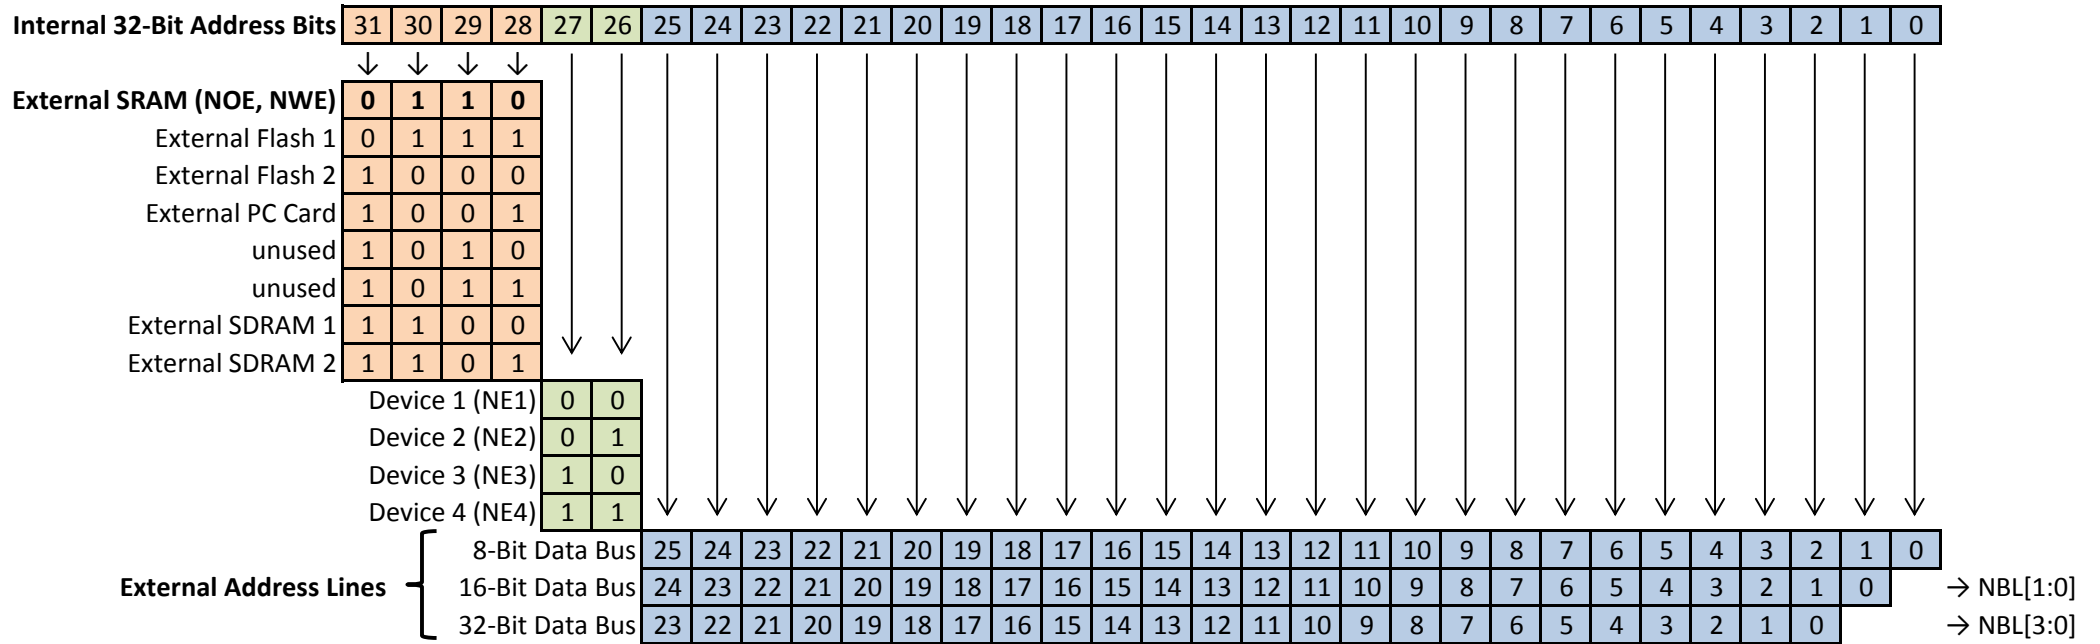 Internal 32-Bit Address Bits 31 30 29 28 27 26 25 24 23 22 21 20 19 18 17 16 15 14 13 12 11 10 9 8 7 6 5 4 3 2 1 0
External SRAM (NOE, NWE) 0 1 1 0
External Flash 1 0 1 1 1
External Flash 2 1 0 0 0
External PC Card 1 0 0 1
unused 1 0 1 0
unused 1 0 1 1
External SDRAM 1 1 1 0 0
External SDRAM 2 1 1 0 1
Device 1 (NE1) 0 0
Device 2 (NE2) 0 1
Device 3 (NE3) 1 0
Device 4 (NE4) 1 1
8-Bit Data Bus 25 24 23 22 21 20 19 18 17 16 15 14 13 12 11 10 9 8 7 6 5 4 3 2 1 0
External Address Lines 16-Bit Data Bus 24 23 22 21 20 19 18 17 16 15 14 13 12 11 10 9 8 7 6 5 4 3 2 1 0 → NBL[1:0]
32-Bit Data Bus 23 22 21 20 19 18 17 16 15 14 13 12 11 10 9 8 7 6 5 4 3 2 1 0 → NBL[3:0]